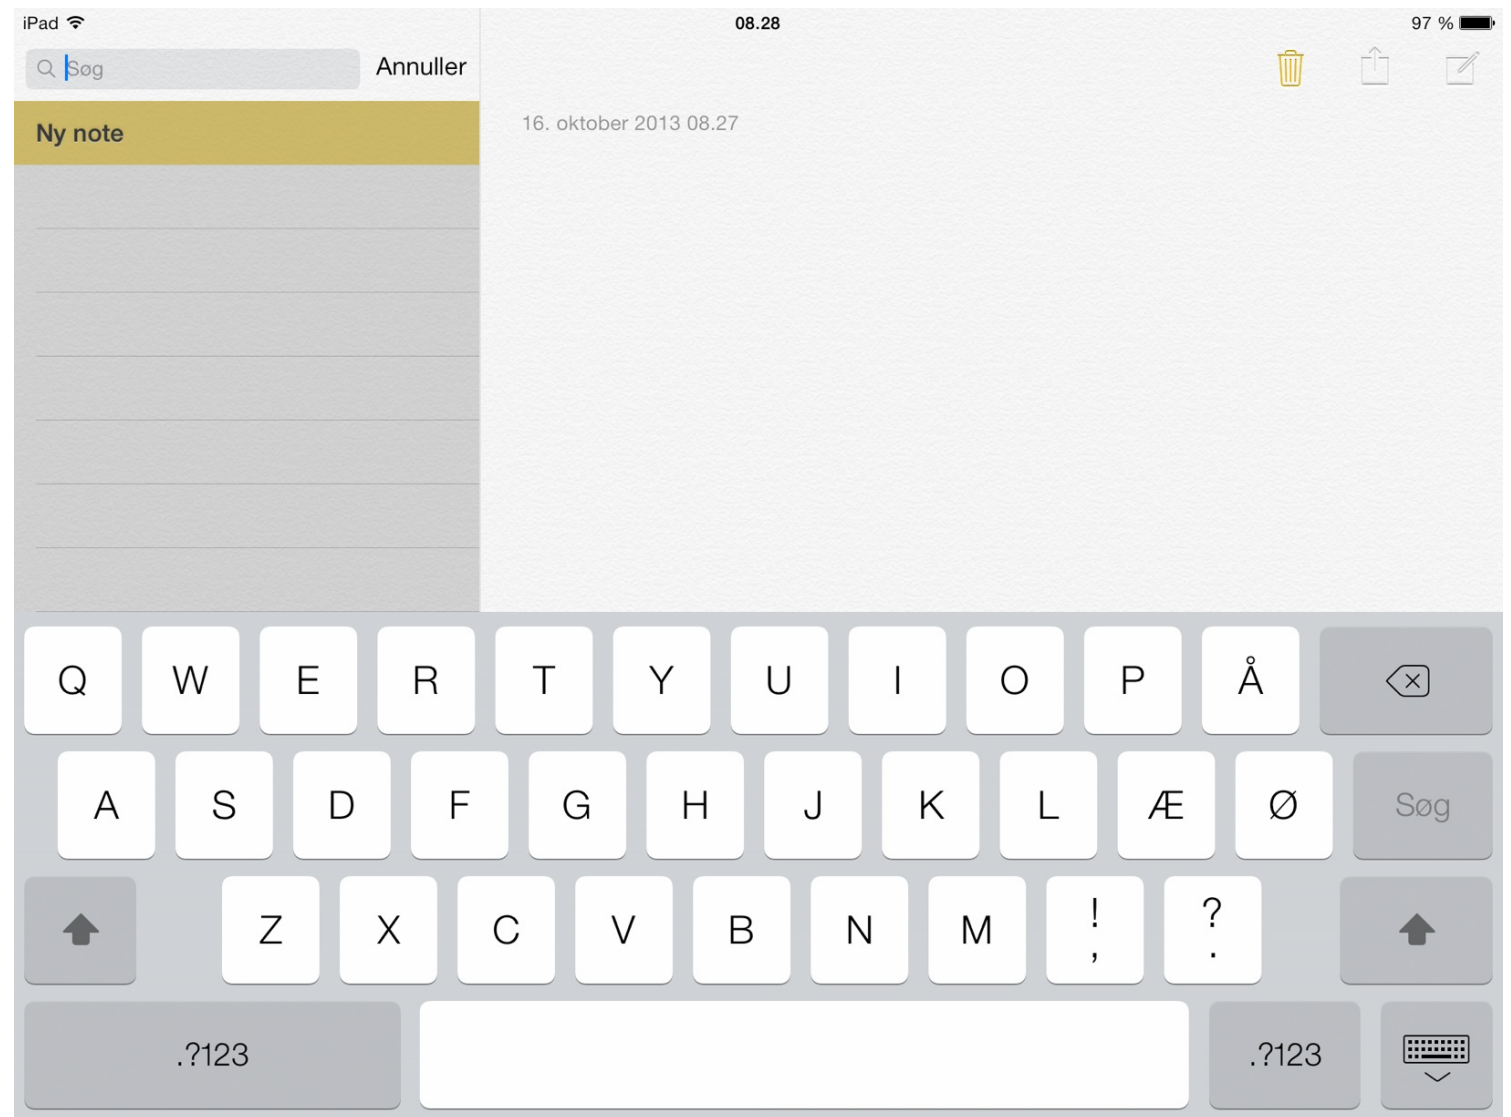 iPad 08.28 97 %
Søg Annuller
Ny note
16. oktober 2013 08.27
Q W E R T Y U I O P Å
A S D F G H J K L Æ Ø Søg
Z X C V B N M ! , ? .
.?123 .?123